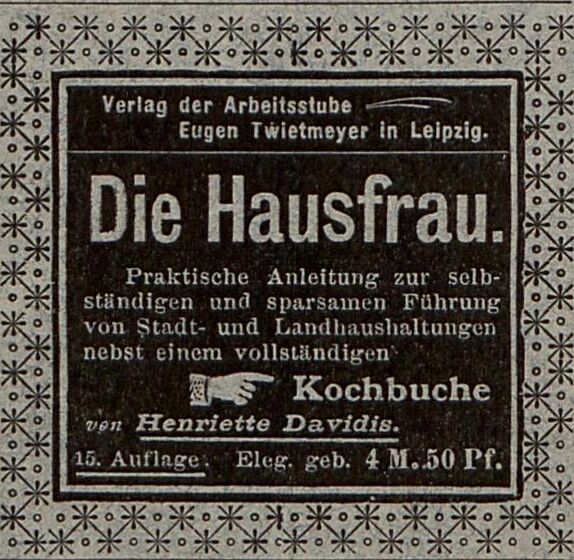 Verlag der Arbeitsstube
Eugen Twietmeyer in Leipzig.
Die Hausfrau.
Praktische Anleitung zur selb-
ständigen und sparsamen Führung
von Stadt- und Landhaushaltungen
nebst einem vollständigen
Kochbuche
von Henriette Davidis.
15. Auflage. Eleg. geb. 4 M. 50 Pf.